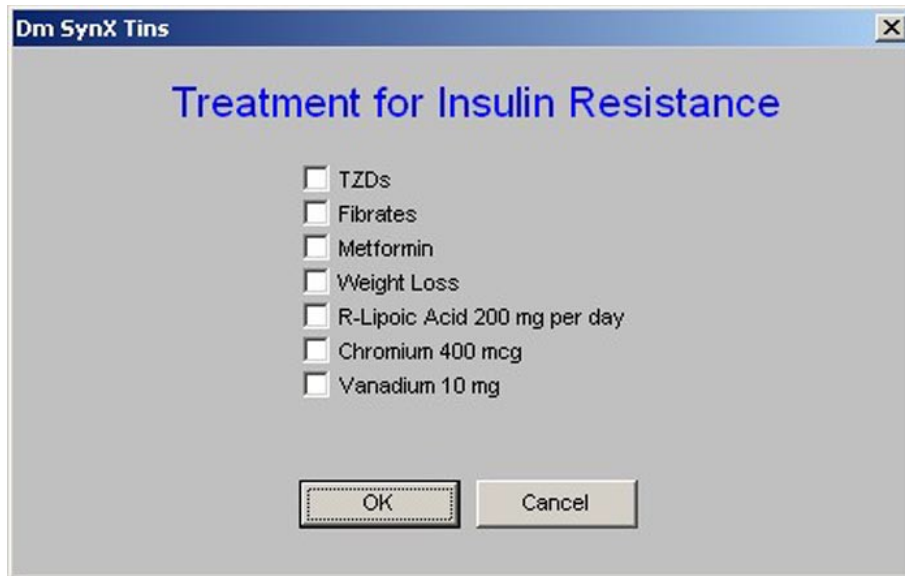 Dm SynX Tins
Treatment for Insulin Resistance
TZDs
Fibrates
Metformin
Weight Loss
R-Lipoic Acid 200 mg per day
Chromium 400 mcg
Vanadium 10 mg
OK Cancel